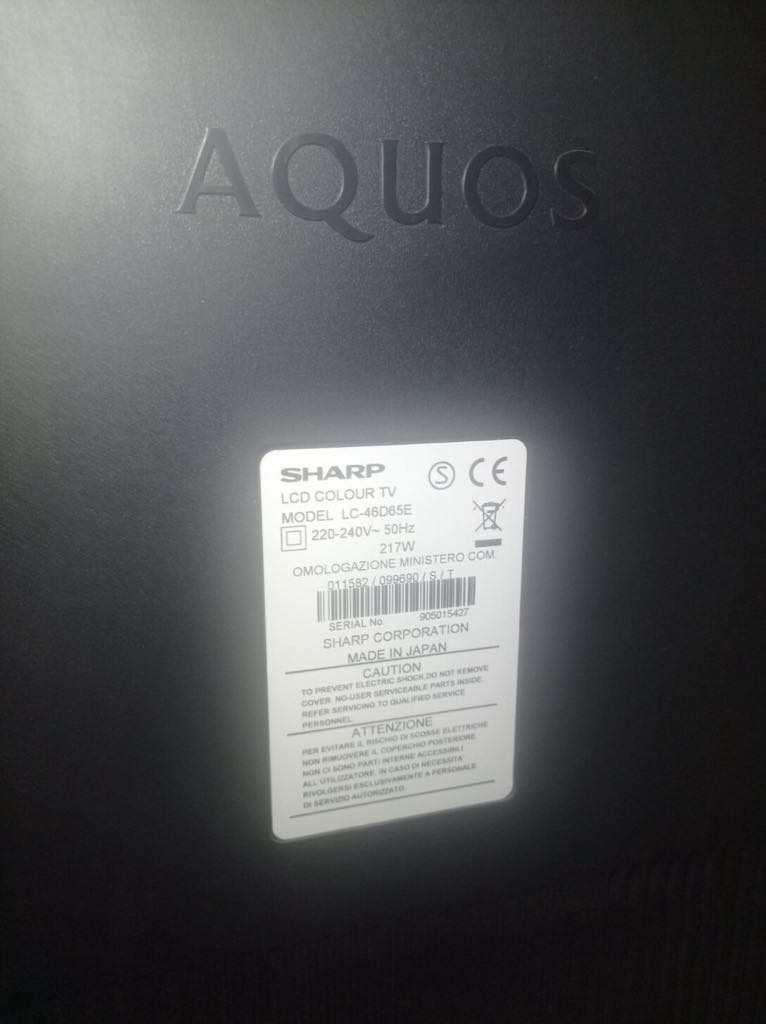 AQUOS
SHARP
S CE
LCD COLOUR TV
MODEL LC-46D65E
220-240V~ 50Hz
217W
OMOLOGAZIONE MINISTERO COM.
011582 / 099690 / S / T
SERIAL No. 905015427
SHARP CORPORATION
MADE IN JAPAN
CAUTION
TO PREVENT ELECTRIC SHOCK,DO NOT REMOVE
COVER. NO-USER SERVICEABLE PARTS INSIDE.
REFER SERVICING TO QUALIFIED SERVICE
PERSONNEL.
ATTENZIONE
PER EVITARE IL RISCHIO DI SCOSSE ELETTRICHE
NON RIMUOVERE IL COPERCHIO POSTERIORE.
NON CI SONO PARTI INTERNE ACCESSIBILI
ALL'UTILIZZATORE. IN CASO DI NECESSITA'
RIVOLGERSI ESCLUSIVAMENTE A PERSONALE
DI SERVIZIO AUTORIZZATO.